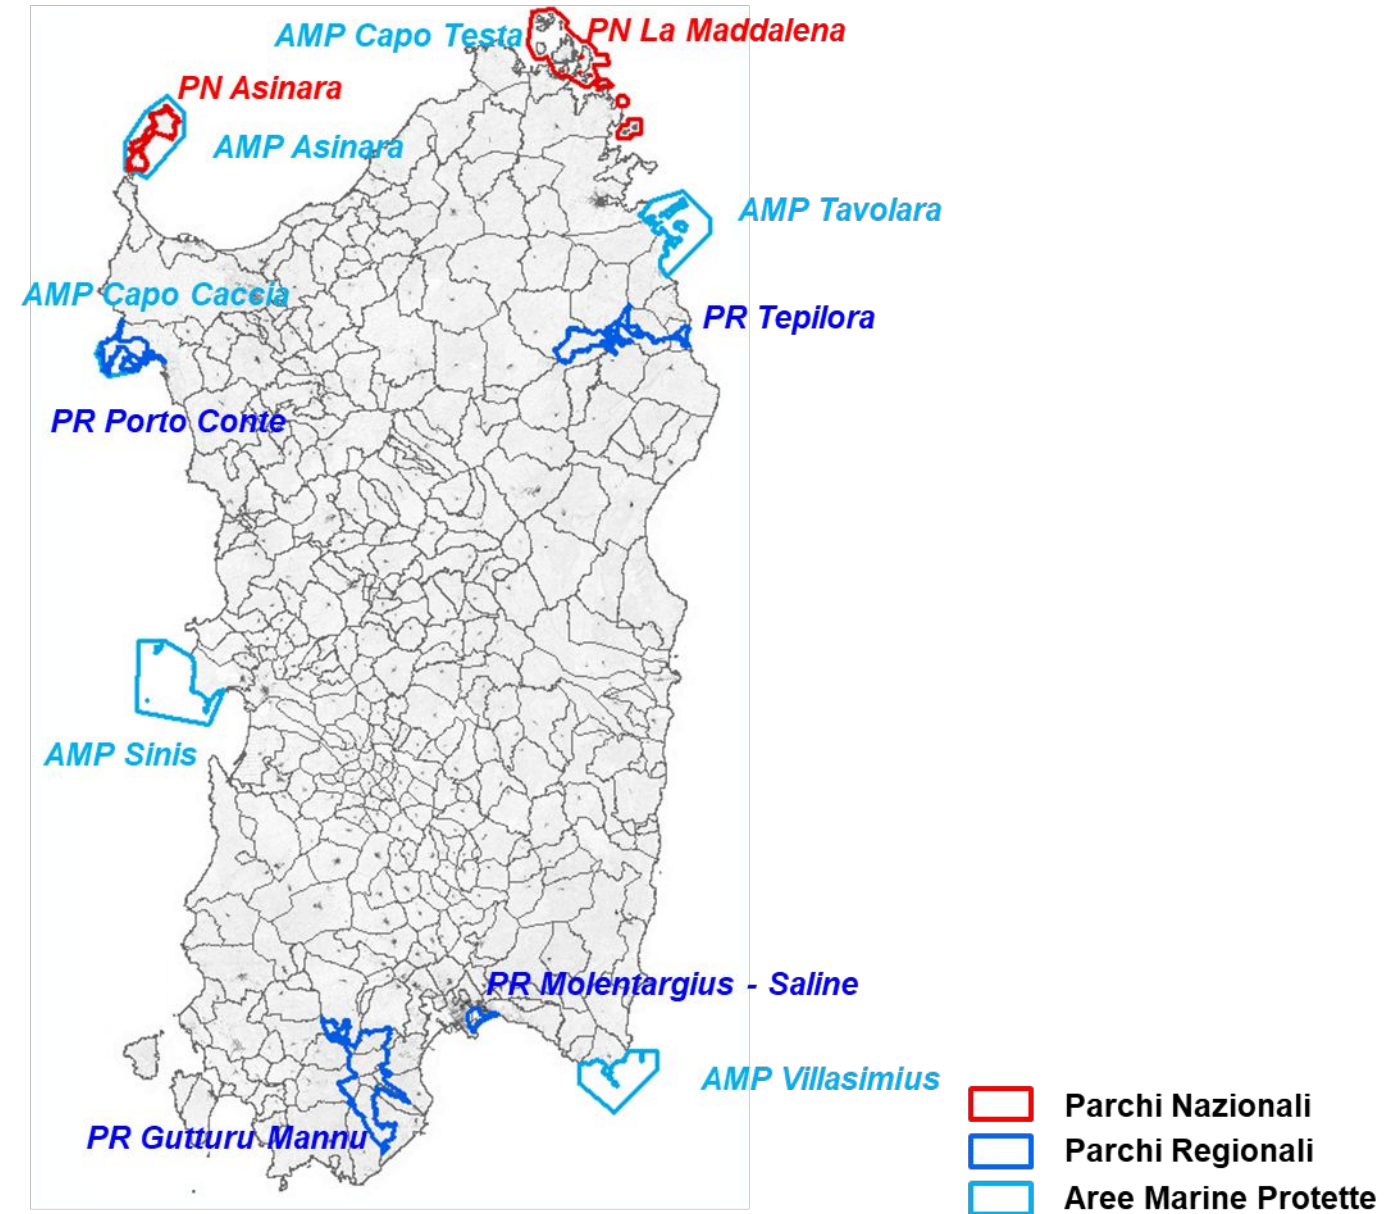 AMP Capo Testa
PN La Maddalena
PN Asinara
AMP Asinara
AMP Tavolara
AMP Capo Caccia
PR Tepilora
PR Porto Conte
AMP Sinis
PR Molentargius - Saline
AMP Villasimius
PR Gutturu Mannu
Parchi Nazionali
Parchi Regionali
Aree Marine Protette